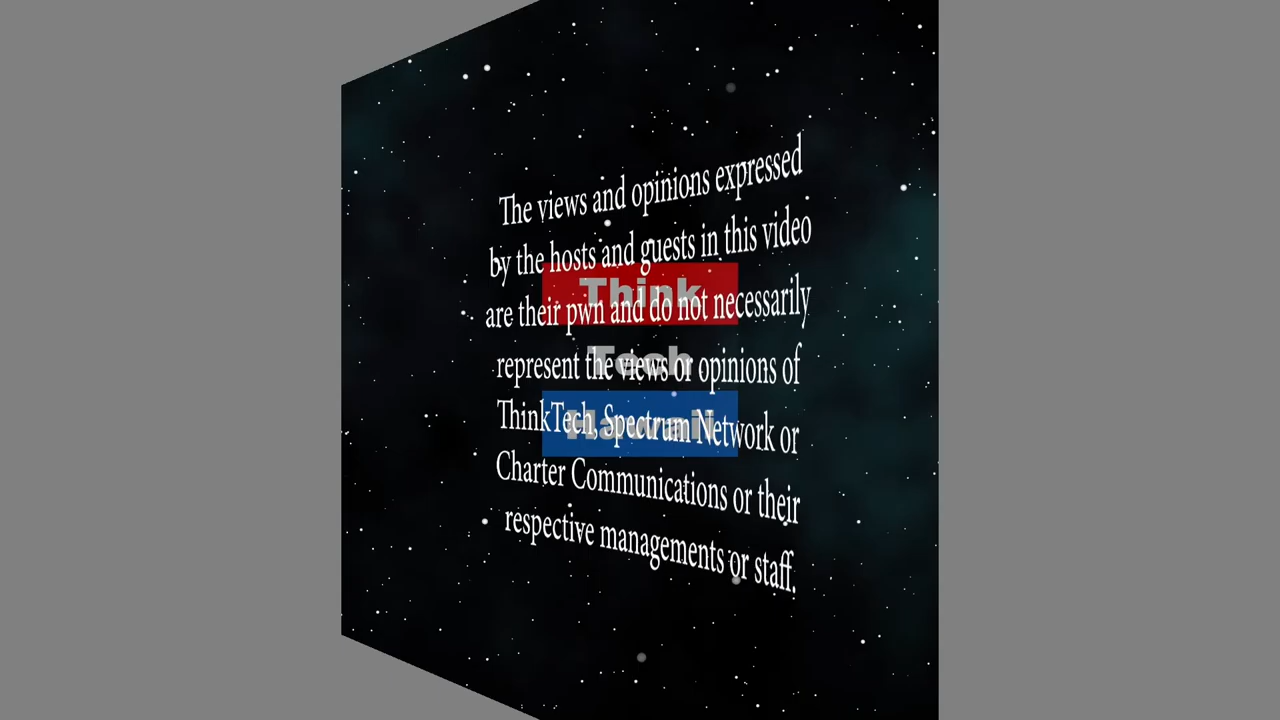 The views and opinions expressed
by the hosts and guests in this video
are their pwn and do not necessarily
represent the views or opinions of
ThinkTech, Spectrum Network or
Charter Communications or their
respective managements or staff.
Think
Tech
Hawaii